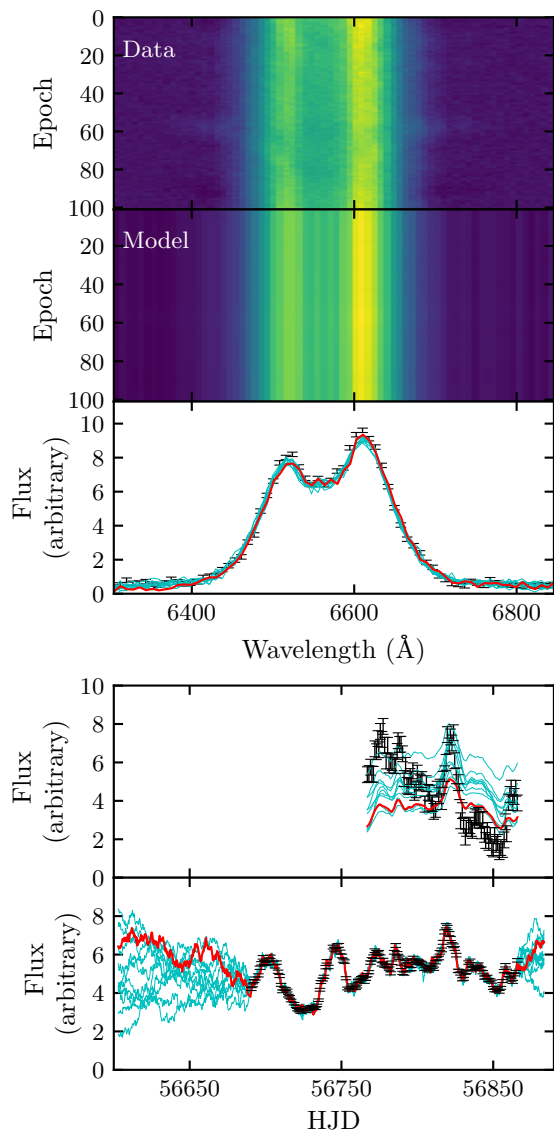 0
20
40
60
80
100
Epoch
Data
20
40
60
80
100
Epoch
Model
10
8
6
4
2
0
Flux
(arbitrary)
6400
6600
6800
Wavelength (Å)
10
8
6
4
2
0
Flux
(arbitrary)
8
6
4
2
0
Flux
(arbitrary)
56650
56750
56850
HJD